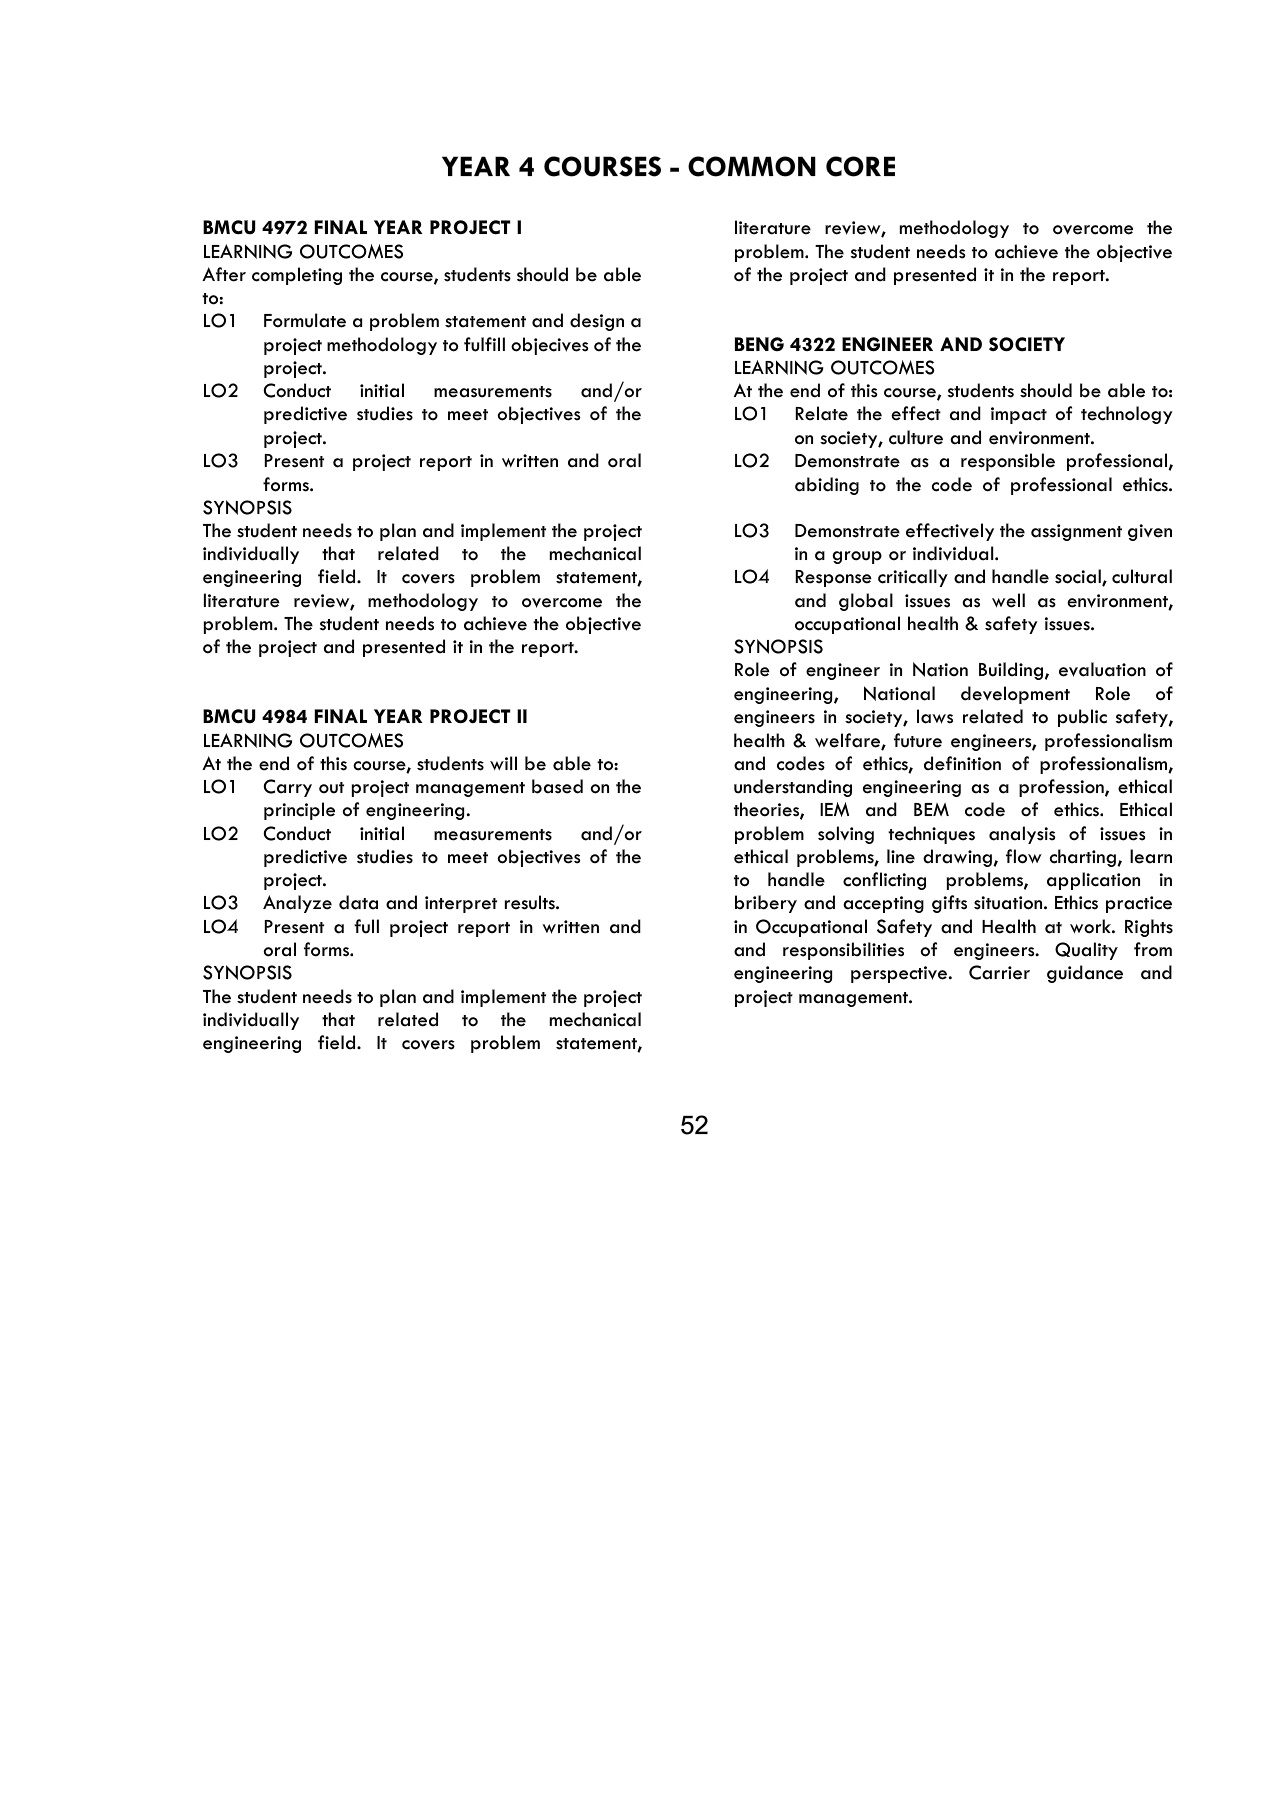 YEAR 4 COURSES - COMMON CORE
BMCU 4972 FINAL YEAR PROJECT I
LEARNING OUTCOMES
After completing the course, students should be able
to:
LO1 Formulate a problem statement and design a
project methodology to fulfill objecives of the
project.
LO2 Conduct initial measurements and/or
predictive studies to meet objectives of the
project.
LO3 Present a project report in written and oral
forms.
SYNOPSIS
The student needs to plan and implement the project
individually that related to the mechanical
engineering field. It covers problem statement,
literature review, methodology to overcome the
problem. The student needs to achieve the objective
of the project and presented it in the report.
BMCU 4984 FINAL YEAR PROJECT II
LEARNING OUTCOMES
At the end of this course, students will be able to:
LO1 Carry out project management based on the
principle of engineering.
LO2 Conduct initial measurements and/or
predictive studies to meet objectives of the
project.
LO3 Analyze data and interpret results.
LO4 Present a full project report in written and
oral forms.
SYNOPSIS
The student needs to plan and implement the project
individually that related to the mechanical
engineering field. It covers problem statement,
literature review, methodology to overcome the
problem. The student needs to achieve the objective
of the project and presented it in the report.
BENG 4322 ENGINEER AND SOCIETY
LEARNING OUTCOMES
At the end of this course, students should be able to:
LO1 Relate the effect and impact of technology
on society, culture and environment.
LO2 Demonstrate as a responsible professional,
abiding to the code of professional ethics.
LO3 Demonstrate effectively the assignment given
in a group or individual.
LO4 Response critically and handle social, cultural
and global issues as well as environment,
occupational health & safety issues.
SYNOPSIS
Role of engineer in Nation Building, evaluation of
engineering, National development Role of
engineers in society, laws related to public safety,
health & welfare, future engineers, professionalism
and codes of ethics, definition of professionalism,
understanding engineering as a profession, ethical
theories, IEM and BEM code of ethics. Ethical
problem solving techniques analysis of issues in
ethical problems, line drawing, flow charting, learn
to handle conflicting problems, application in
bribery and accepting gifts situation. Ethics practice
in Occupational Safety and Health at work. Rights
and responsibilities of engineers. Quality from
engineering perspective. Carrier guidance and
project management.
52